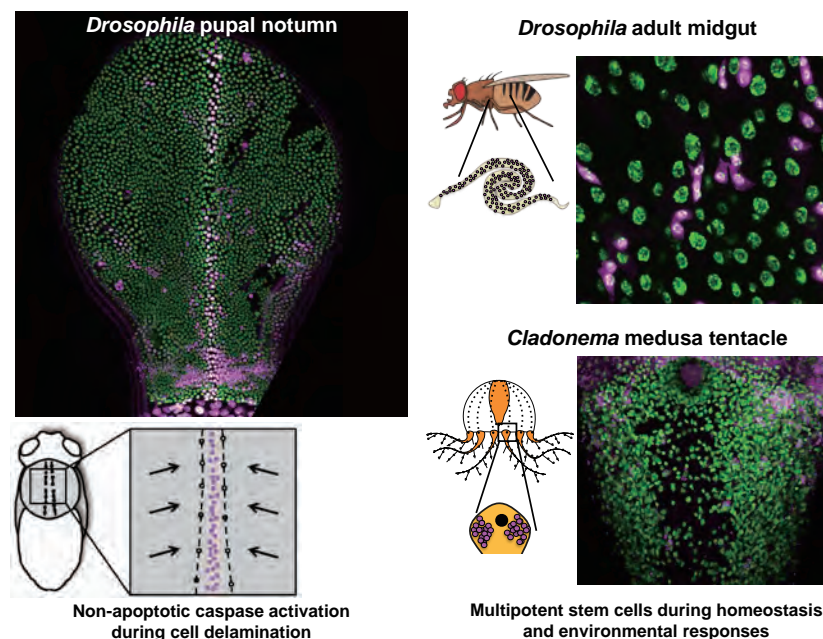 Drosophila pupal notumn
Non-apoptotic caspase activation
during cell delamination
Drosophila adult midgut
Cladonema medusa tentacle
Multipotent stem cells during homeostasis
and environmental responses